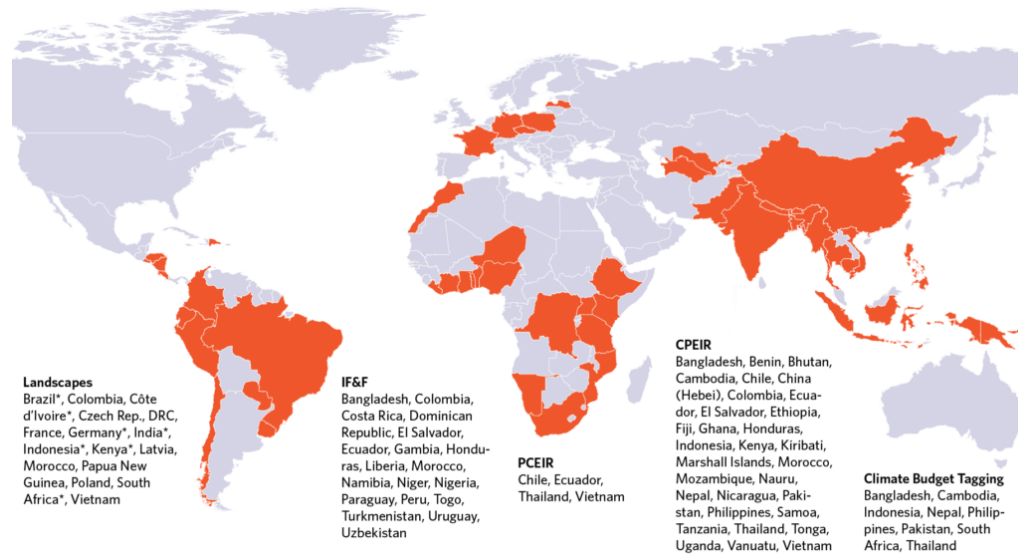 Landscapes
Brazil*, Colombia, Côte
d’Ivoire*, Czech Rep., DRC,
France, Germany*, India*,
Indonesia*, Kenya*, Latvia,
Morocco, Papua New
Guinea, Poland, South
Africa*, Vietnam
IF&F
Bangladesh, Colombia,
Costa Rica, Dominican
Republic, El Salvador,
Ecuador, Gambia, Hondu-
ras, Liberia, Morocco,
Namibia, Niger, Nigeria,
Paraguay, Peru, Togo,
Turkmenistan, Uruguay,
Uzbekistan
PCEIR
Chile, Ecuador,
Thailand, Vietnam
CPEIR
Bangladesh, Benin, Bhutan,
Cambodia, Chile, China
(Hebei), Colombia, Ecua-
dor, El Salvador, Ethiopia,
Fiji, Ghana, Honduras,
Indonesia, Kenya, Kiribati,
Marshall Islands, Morocco,
Mozambique, Nauru,
Nepal, Nicaragua, Paki-
stan, Philippines, Samoa,
Tanzania, Thailand, Tonga,
Uganda, Vanuatu, Vietnam
Climate Budget Tagging
Bangladesh, Cambodia,
Indonesia, Nepal, Philip-
pines, Pakistan, South
Africa, Thailand